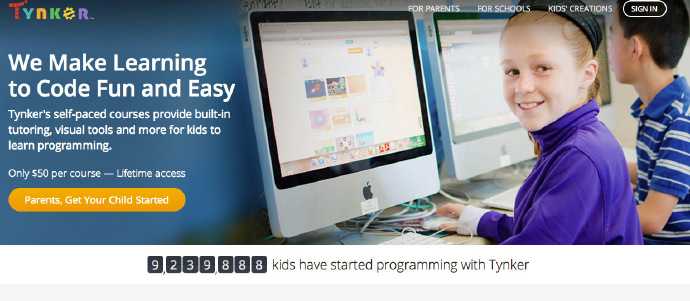 Tynker
FOR PARENTS FOR SCHOOLS KIDS' CREATIONS SIGN IN
We Make Learning
to Code Fun and Easy
Tynker's self-paced courses provide built-in
tutoring, visual tools and more for kids to
learn programming.
Only $50 per course — Lifetime access
Parents, Get Your Child Started
9,239,888 kids have started programming with Tynker